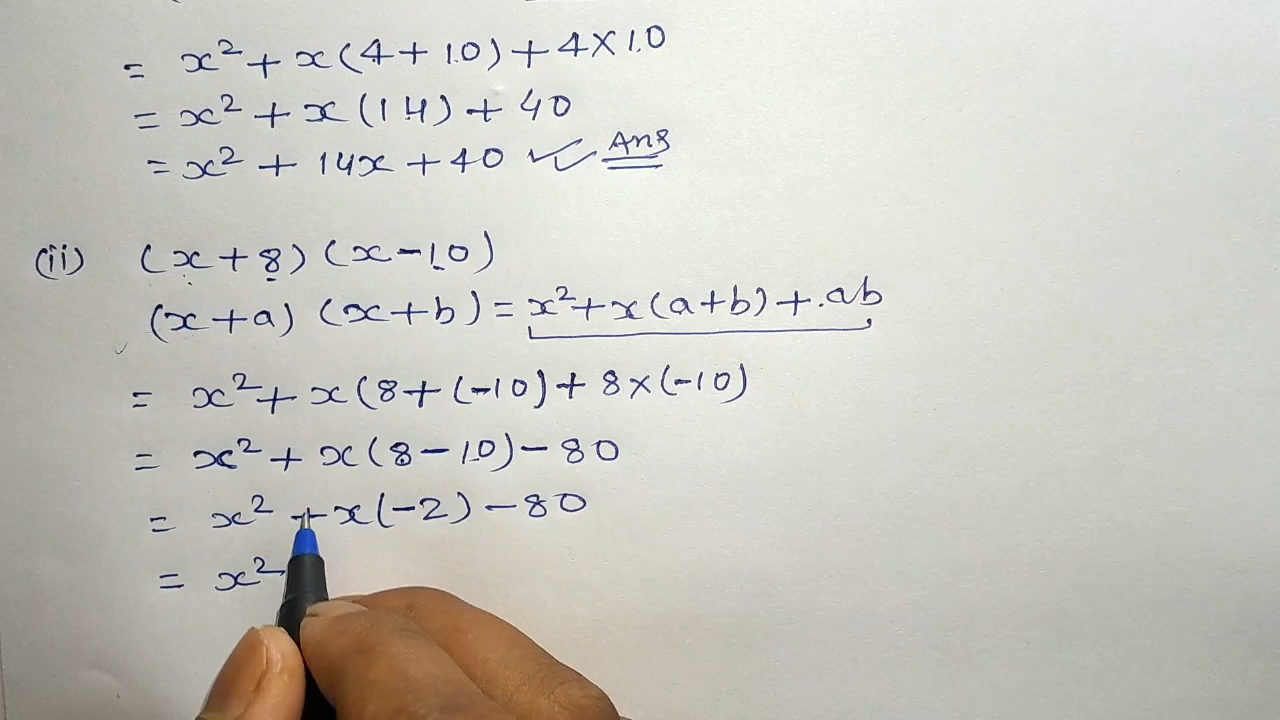 = x² + x(4 + 10) + 4 × 10
= x² + x(14) + 40
= x² + 14x + 40 Ans
(ii) (x + 8) (x - 10)
(x + a) (x + b) = x² + x(a + b) + ab
= x² + x(8 + (-10) + 8 × (-10)
= x² + x(8 - 10) - 80
= x² + x(-2) - 80
= x²